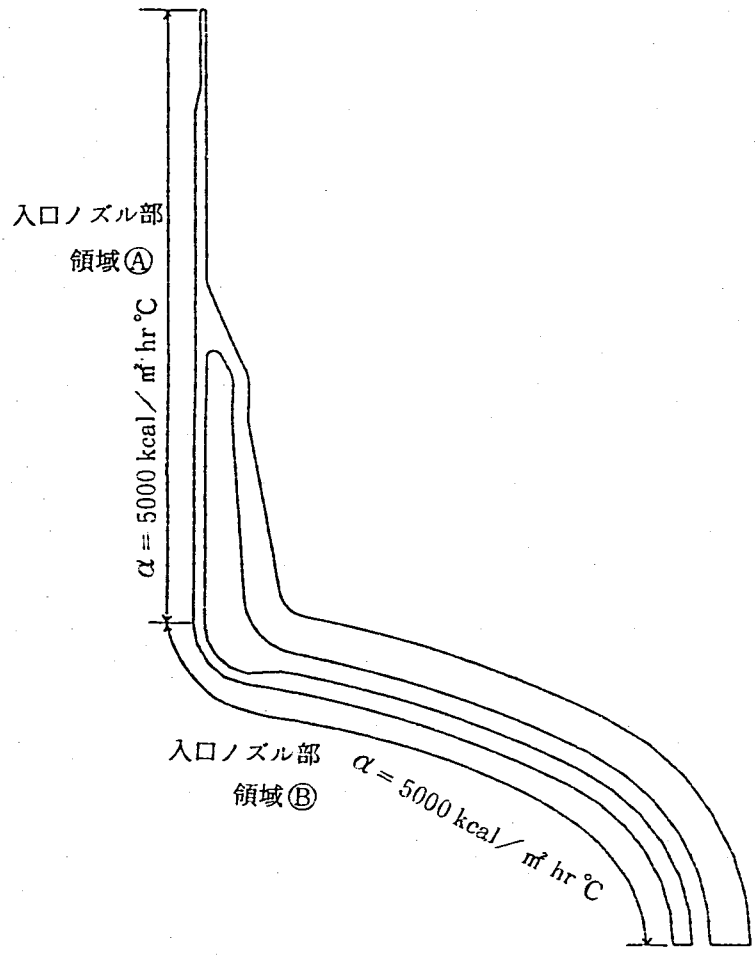 入口ノズル部
領域Ⓐ
α = 5000 kcal/㎡·hr℃
入口ノズル部
領域Ⓑ
α = 5000 kcal/㎡ hr℃